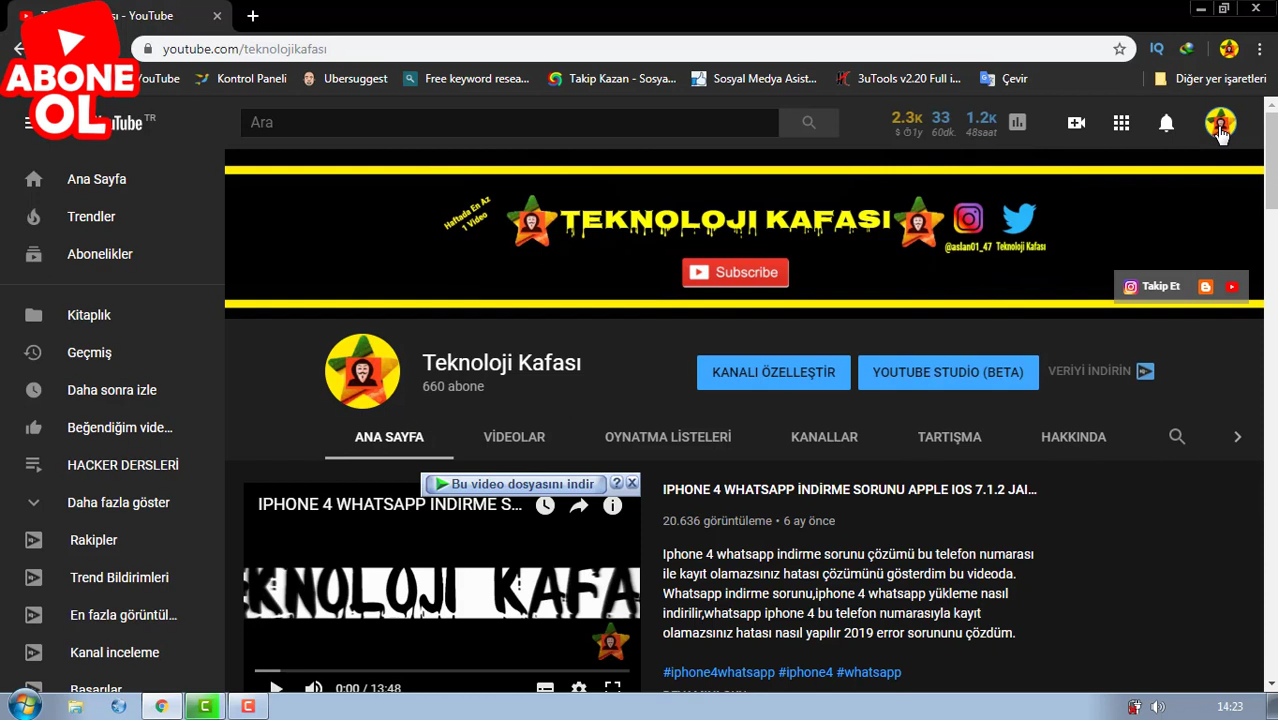 - YouTube
ABONE
OL
youtube.com/teknolojikafası
YouTube
Kontrol Paneli
Ubersuggest
Free keyword resea...
Takip Kazan - Sosya...
Sosyal Medya Asist...
3uTools v2.20 Full i...
Çevir
Diğer yer işaretleri
TR
Ara
2.3K
33
1.2K
$ 1y
60dk.
48saat
Ana Sayfa
Trendler
Abonelikler
Kitaplık
Geçmiş
Daha sonra izle
Beğendiğim vide...
HACKER DERSLERİ
Daha fazla göster
Rakipler
Trend Bildirimleri
En fazla görüntül...
Kanal inceleme
Başarılar
Haftada En Az
1 Video
TEKNOLOJI KAFASI
@aslan01_47
Teknoloji Kafası
Subscribe
Takip Et
Teknoloji Kafası
660 abone
KANALI ÖZELLEŞTİR
YOUTUBE STUDİO (BETA)
VERİYİ İNDİRİN
ANA SAYFA
VİDEOLAR
OYNATMA LİSTELERİ
KANALLAR
TARTIŞMA
HAKKINDA
Bu video dosyasını indir
IPHONE 4 WHATSAPP İNDİRME S...
0:00 / 13:48
IPHONE 4 WHATSAPP İNDİRME SORUNU APPLE IOS 7.1.2 JAI...
20.636 görüntüleme • 6 ay önce
Iphone 4 whatsapp indirme sorunu çözümü bu telefon numarası
ile kayıt olamazsınız hatası çözümünü gösterdim bu videoda.
Whatsapp indirme sorunu,iphone 4 whatsapp yükleme nasıl
indirilir,whatsapp iphone 4 bu telefon numarasıyla kayıt
olamazsınız hatası nasıl yapılır 2019 error sorununu çözdüm.
#iphone4whatsapp #iphone4 #whatsapp
14:23